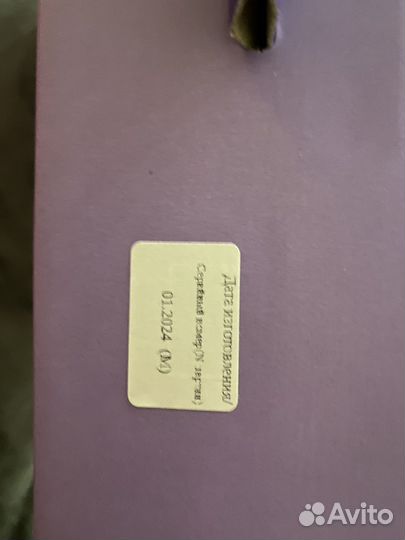 Дата изготовления/
Серийный номер(N партии)
01.2024 (М)
Avito